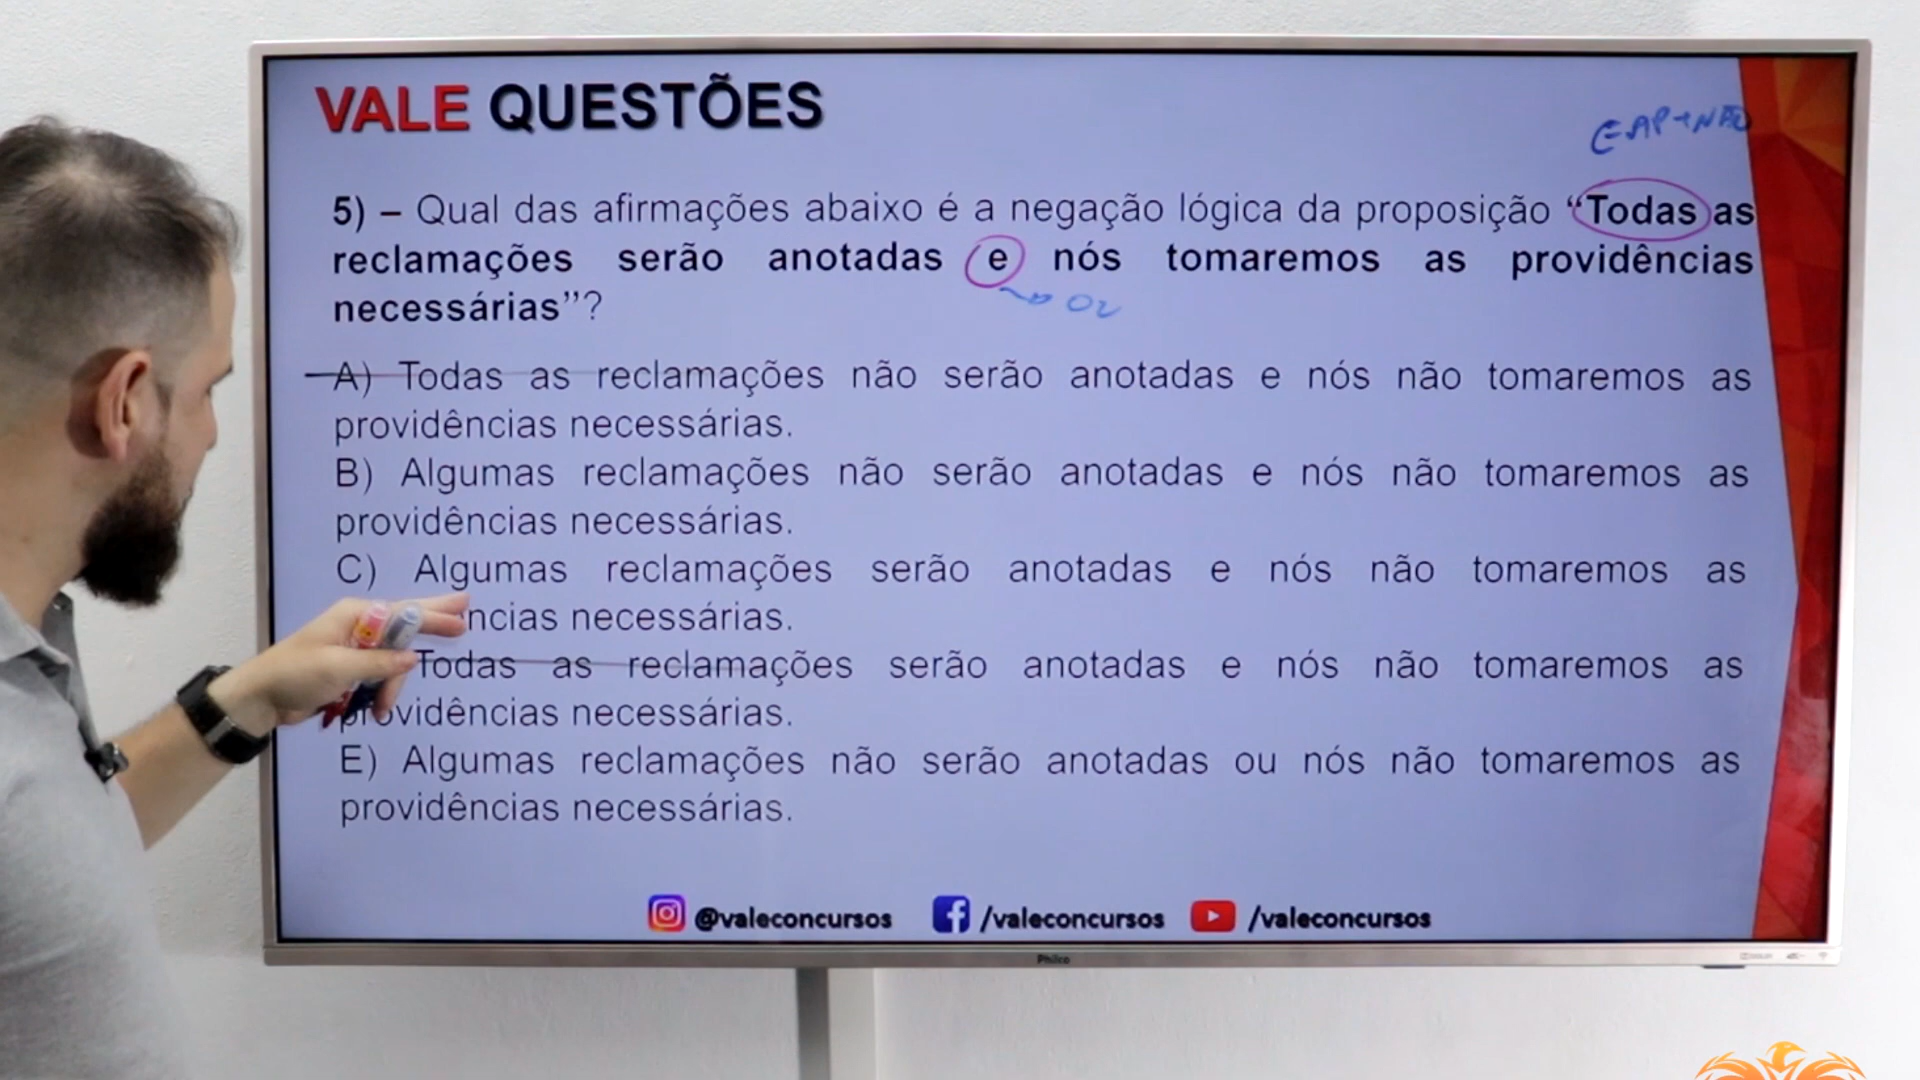 VALE QUESTÕES
5) – Qual das afirmações abaixo é a negação lógica da proposição “Todas as
reclamações serão anotadas e nós tomaremos as providências
necessárias”?
OU
A) Todas as reclamações não serão anotadas e nós não tomaremos as
providências necessárias.
B) Algumas reclamações não serão anotadas e nós não tomaremos as
providências necessárias.
C) Algumas reclamações serão anotadas e nós não tomaremos as
ncias necessárias.
Todas as reclamações serão anotadas e nós não tomaremos as
providências necessárias.
E) Algumas reclamações não serão anotadas ou nós não tomaremos as
providências necessárias.
@valeconcursos /valeconcursos /valeconcursos
Philco